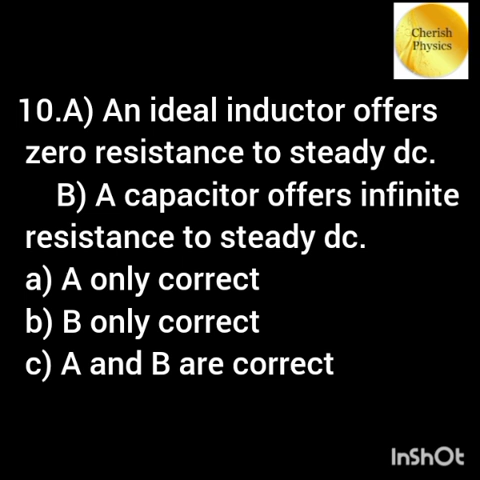 Cherish
Physics
10.A) An ideal inductor offers
zero resistance to steady dc.
B) A capacitor offers infinite
resistance to steady dc.
a) A only correct
b) B only correct
c) A and B are correct
InShOt